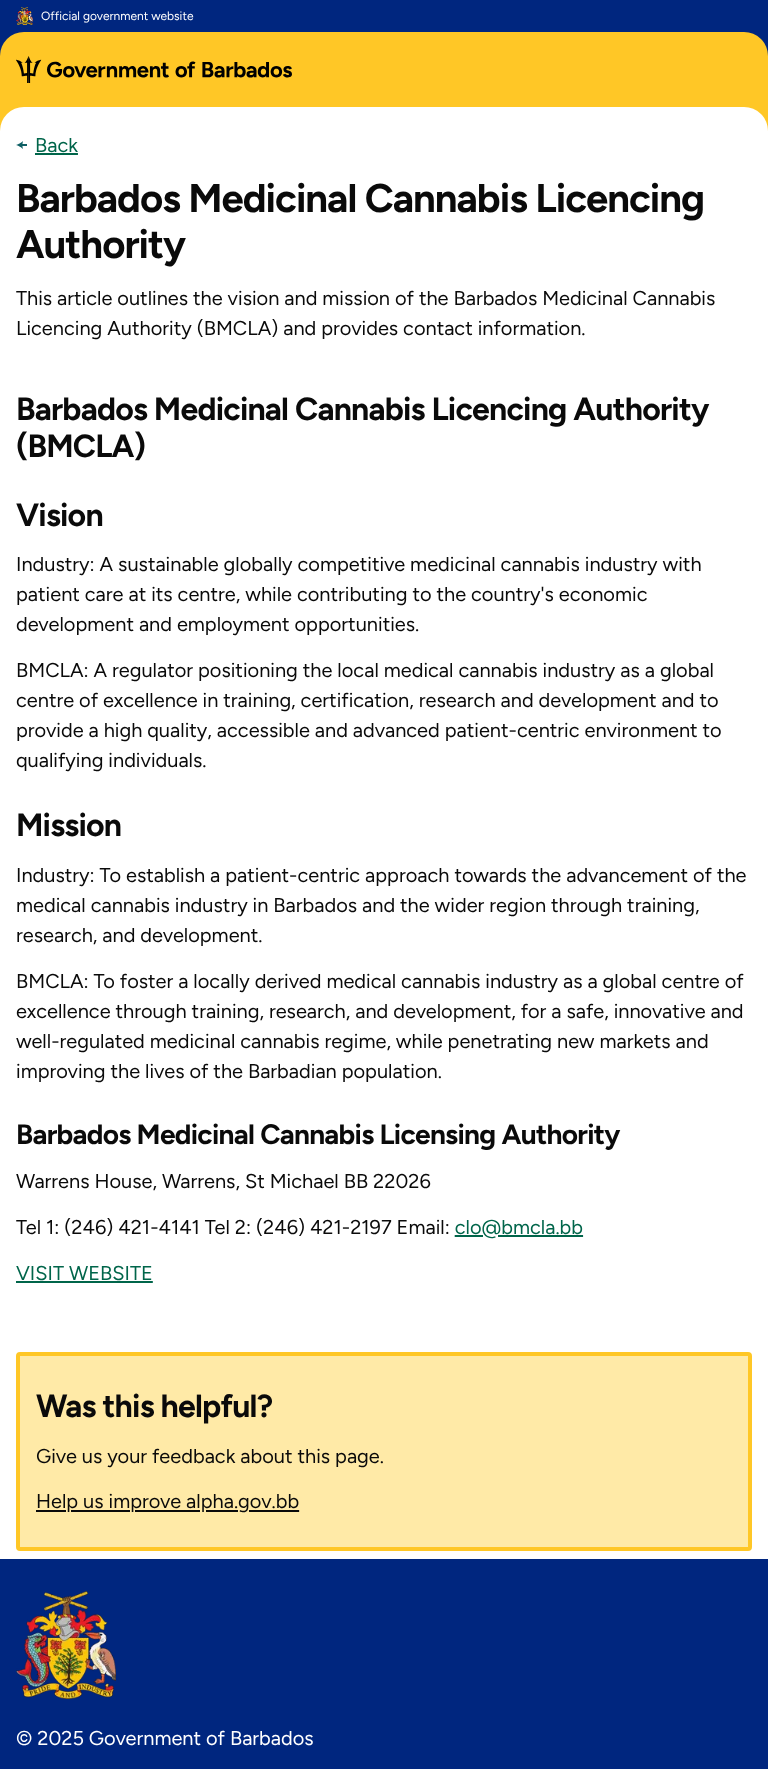 Official government website
Government of Barbados
Back
Barbados Medicinal Cannabis Licencing
Authority
This article outlines the vision and mission of the Barbados Medicinal Cannabis
Licencing Authority (BMCLA) and provides contact information.
Barbados Medicinal Cannabis Licencing Authority
(BMCLA)
Vision
Industry: A sustainable globally competitive medicinal cannabis industry with
patient care at its centre, while contributing to the country's economic
development and employment opportunities.
BMCLA: A regulator positioning the local medical cannabis industry as a global
centre of excellence in training, certification, research and development and to
provide a high quality, accessible and advanced patient-centric environment to
qualifying individuals.
Mission
Industry: To establish a patient-centric approach towards the advancement of the
medical cannabis industry in Barbados and the wider region through training,
research, and development.
BMCLA: To foster a locally derived medical cannabis industry as a global centre of
excellence through training, research, and development, for a safe, innovative and
well-regulated medicinal cannabis regime, while penetrating new markets and
improving the lives of the Barbadian population.
Barbados Medicinal Cannabis Licensing Authority
Warrens House, Warrens, St Michael BB 22026
Tel 1: (246) 421-4141 Tel 2: (246) 421-2197 Email: clo@bmcla.bb
VISIT WEBSITE
Was this helpful?
Give us your feedback about this page.
Help us improve alpha.gov.bb
PRIDE AND INDUSTRY
© 2025 Government of Barbados